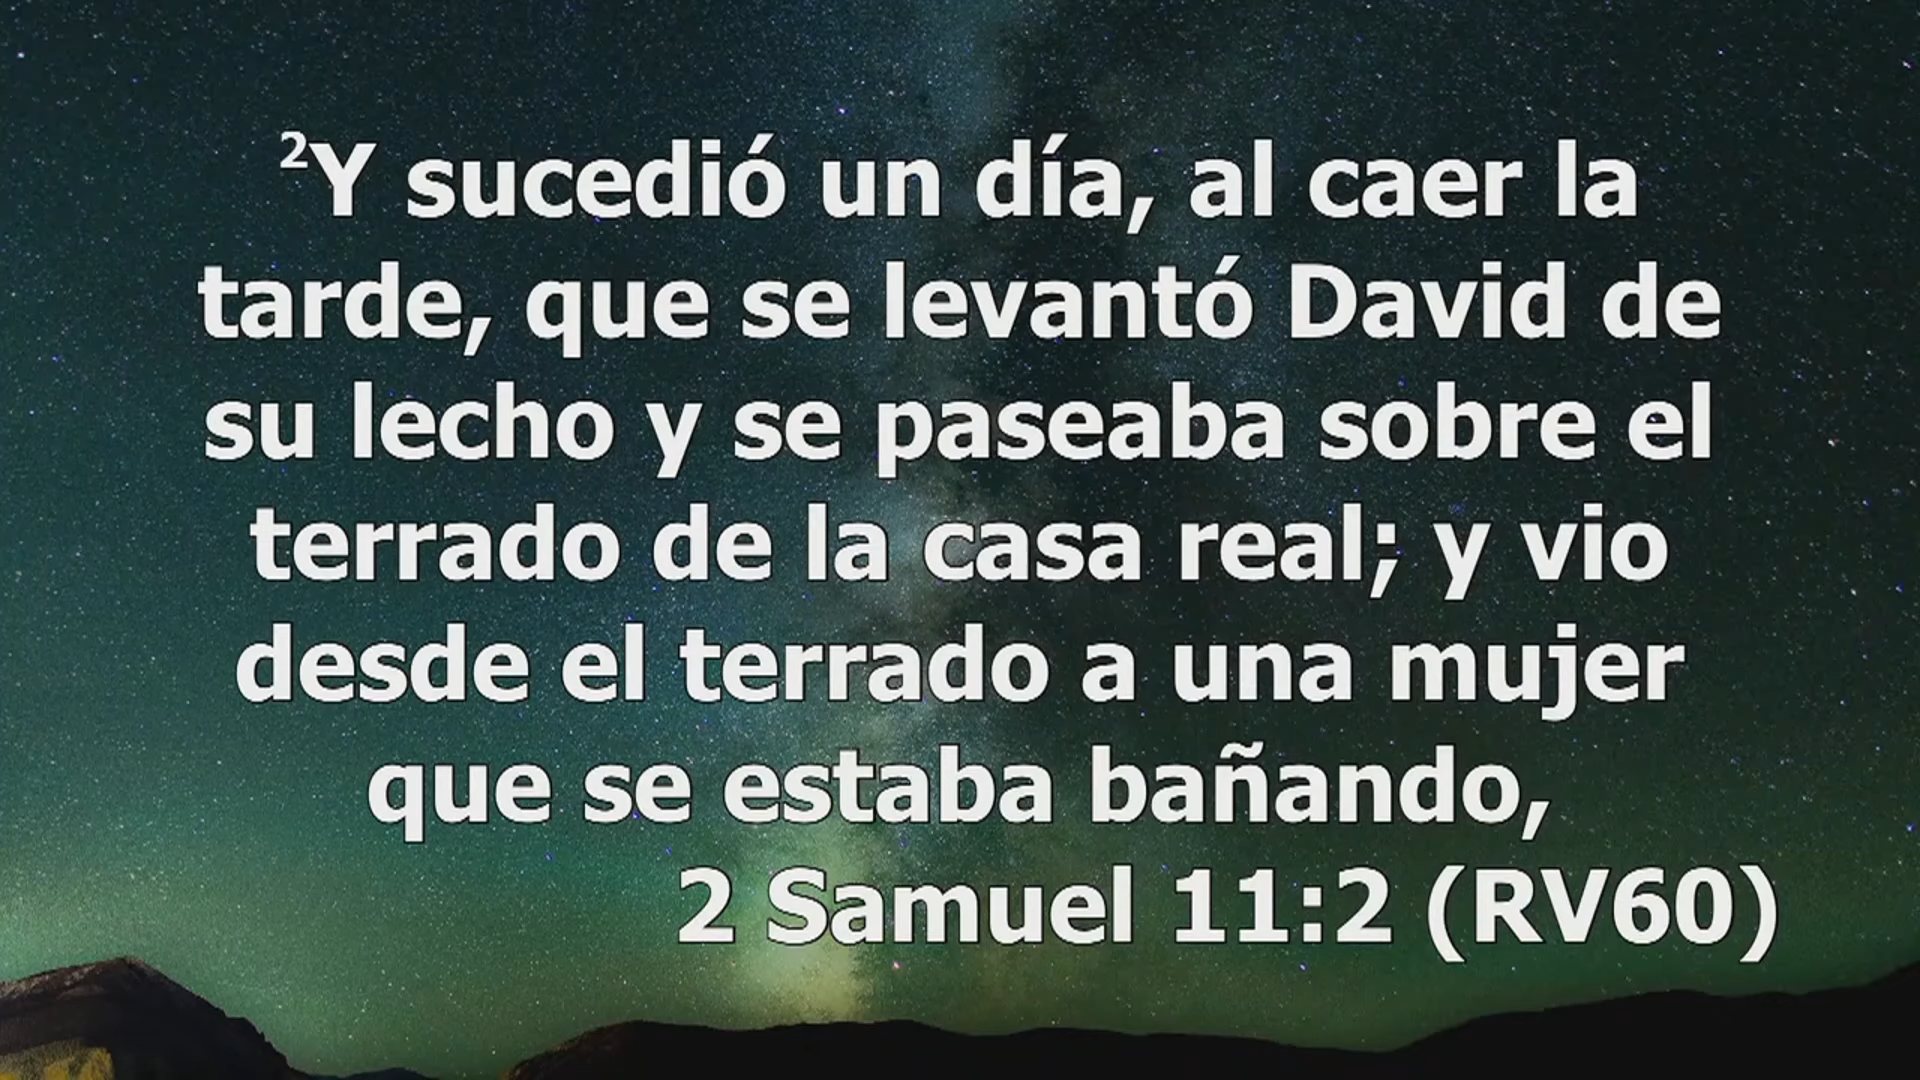 ²Y sucedió un día, al caer la
tarde, que se levantó David de
su lecho y se paseaba sobre el
terrado de la casa real; y vio
desde el terrado a una mujer
que se estaba bañando,
2 Samuel 11:2 (RV60)